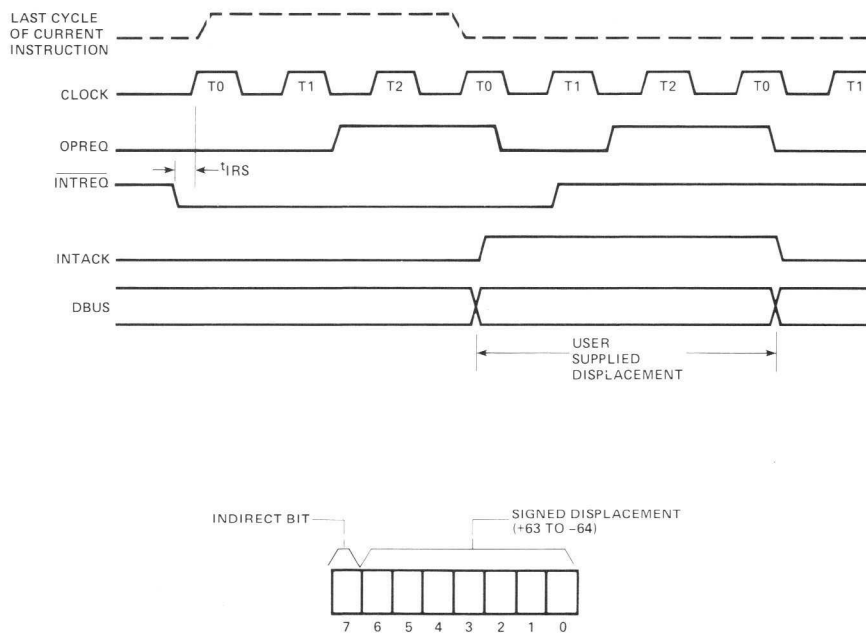 LAST CYCLE
OF CURRENT
INSTRUCTION
CLOCK
T0 T1 T2 T0 T1 T2 T0 T1
OPREQ
tIRS
INTREQ
INTACK
DBUS
USER
SUPPLIED
DISPLACEMENT
INDIRECT BIT
SIGNED DISPLACEMENT
(+63 TO -64)
7 6 5 4 3 2 1 0